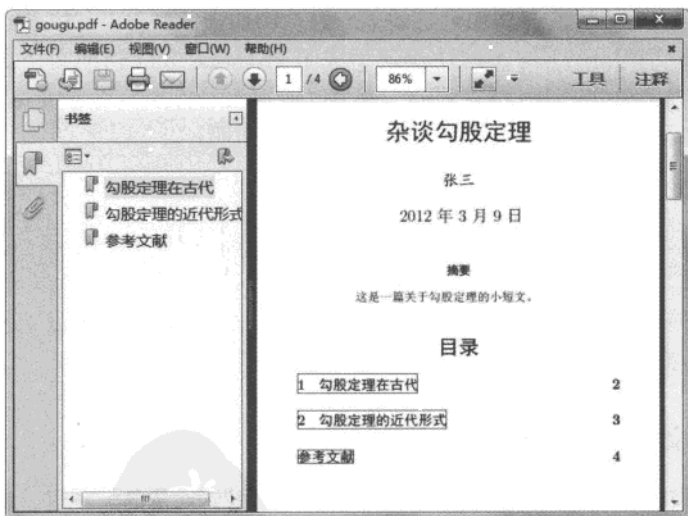 gougu.pdf - Adobe Reader
文件(F) 编辑(E) 视图(V) 窗口(W) 帮助(H)
1 / 4 86% 工具 注释
书签
勾股定理在古代
勾股定理的近代形式
参考文献
杂谈勾股定理
张三
2012 年 3 月 9 日
摘要
这是一篇关于勾股定理的小短文。
目录
1 勾股定理在古代 2
2 勾股定理的近代形式 3
参考文献 4